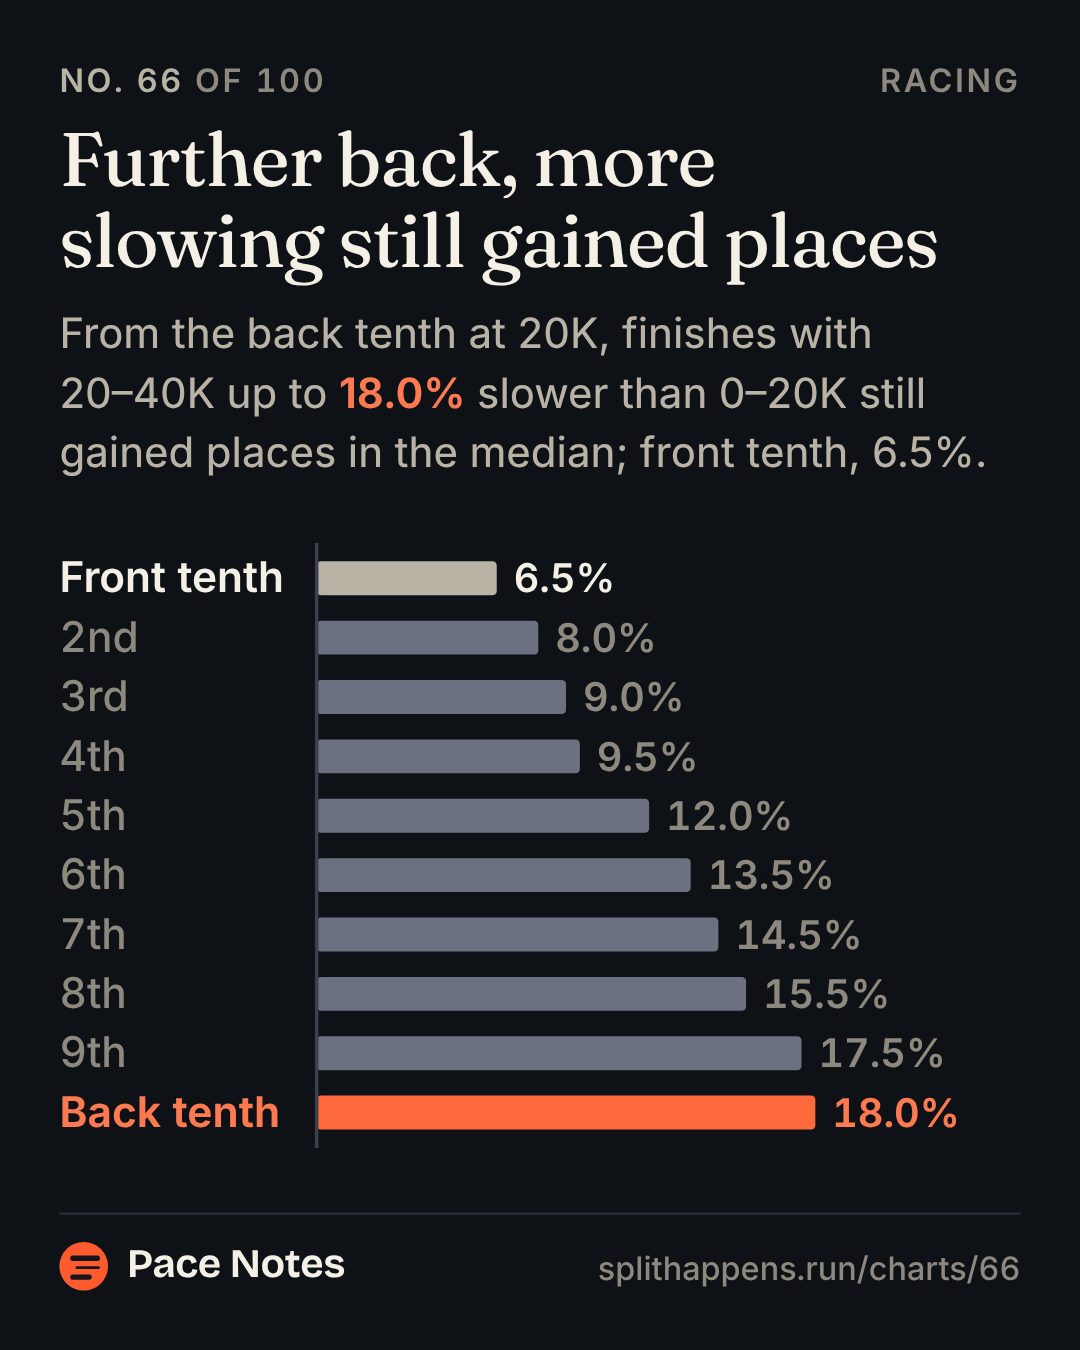 NO. 66 OF 100
RACING
Further back, more
slowing still gained places
From the back tenth at 20K, finishes with
20–40K up to 18.0% slower than 0–20K still
gained places in the median; front tenth, 6.5%.
Front tenth 6.5%
2nd 8.0%
3rd 9.0%
4th 9.5%
5th 12.0%
6th 13.5%
7th 14.5%
8th 15.5%
9th 17.5%
Back tenth 18.0%
Pace Notes
splithappens.run/charts/66